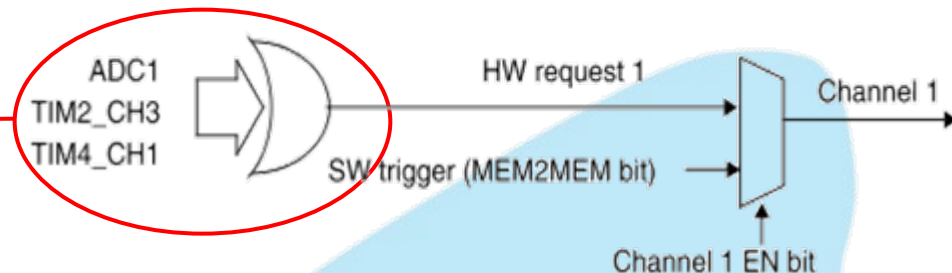 ADC1
TIM2_CH3
TIM4_CH1
HW request 1
SW trigger (MEM2MEM bit)
Channel 1
Channel 1 EN bit